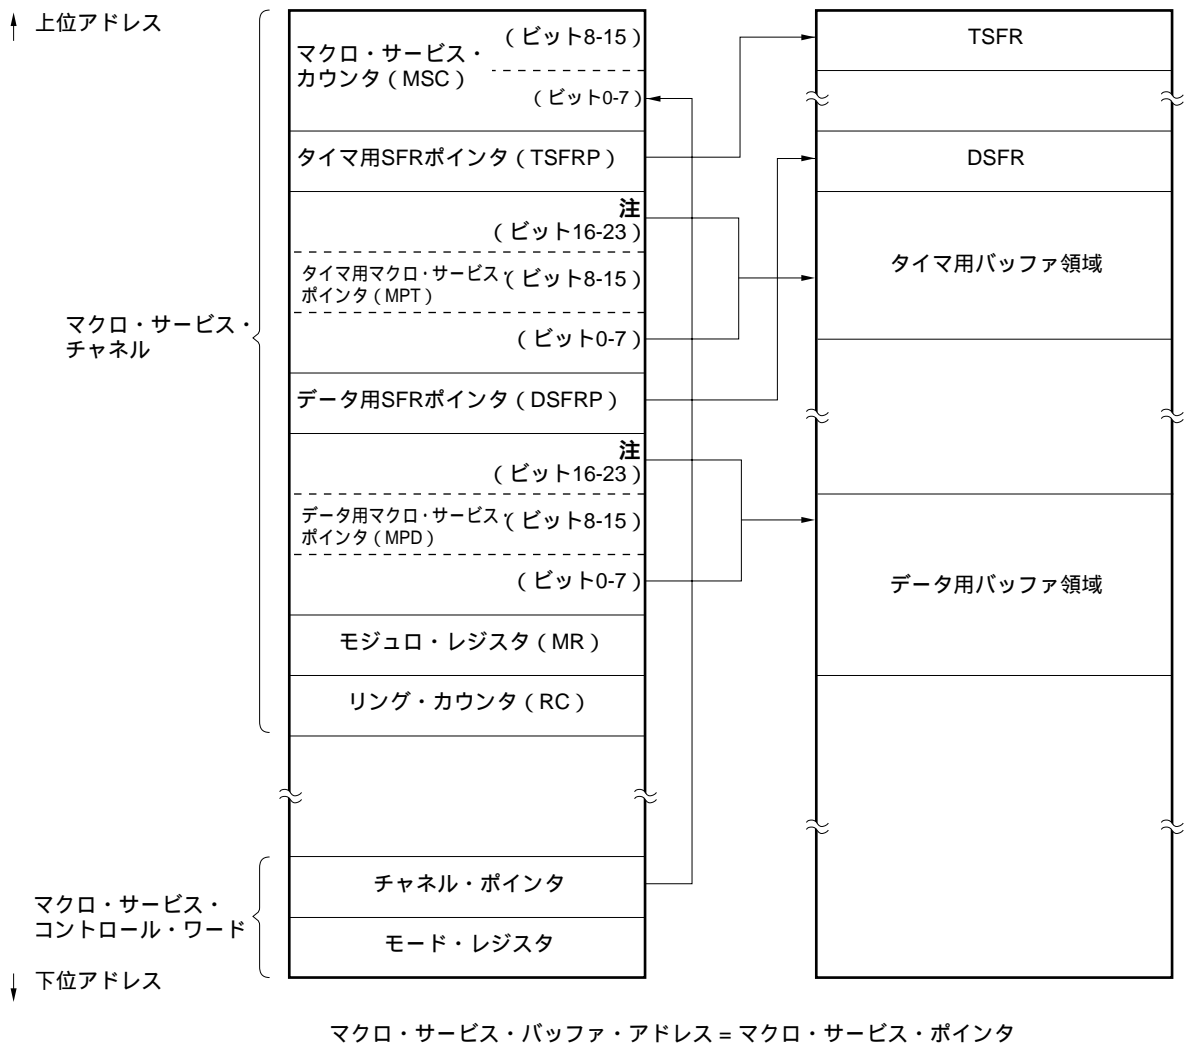 上位アドレス
マクロ・サービス・
カウンタ(MSC)
(ビット8-15)
(ビット0-7)
タイマ用SFRポインタ(TSFRP)
注
(ビット16-23)
タイマ用マクロ・サービス・
ポインタ(MPT)
(ビット8-15)
(ビット0-7)
データ用SFRポインタ(DSFRP)
注
(ビット16-23)
データ用マクロ・サービス・
ポインタ(MPD)
(ビット8-15)
(ビット0-7)
モジュロ・レジスタ(MR)
リング・カウンタ(RC)
マクロ・サービス・
チャネル
チャネル・ポインタ
モード・レジスタ
マクロ・サービス・
コントロール・ワード
下位アドレス
TSFR
DSFR
タイマ用バッファ領域
データ用バッファ領域
マクロ・サービス・バッファ・アドレス=マクロ・サービス・ポインタ